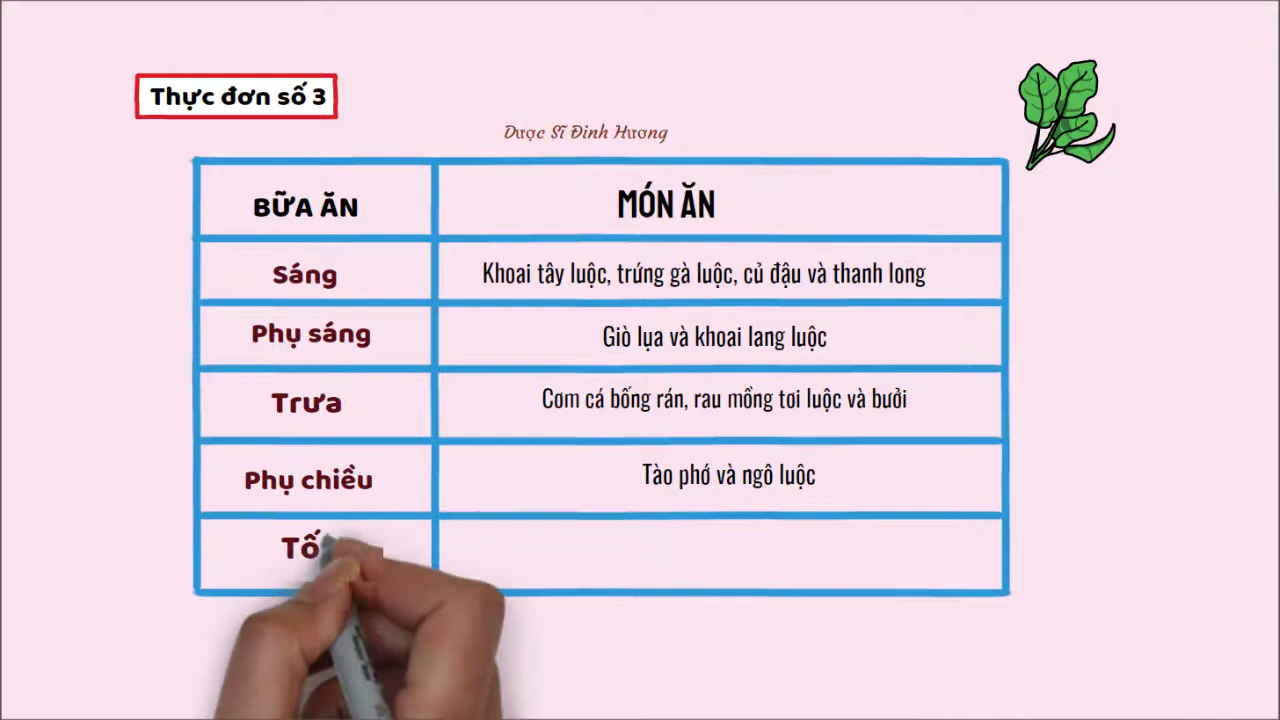 Thực đơn số 3
Dược Sĩ Đinh Hương
BỮA ĂN
MÓN ĂN
Sáng
Khoai tây luộc, trứng gà luộc, củ đậu và thanh long
Phụ sáng
Giò lụa và khoai lang luộc
Trưa
Cơm cá bống rán, rau mồng tơi luộc và bưởi
Phụ chiều
Tào phớ và ngô luộc
Tố